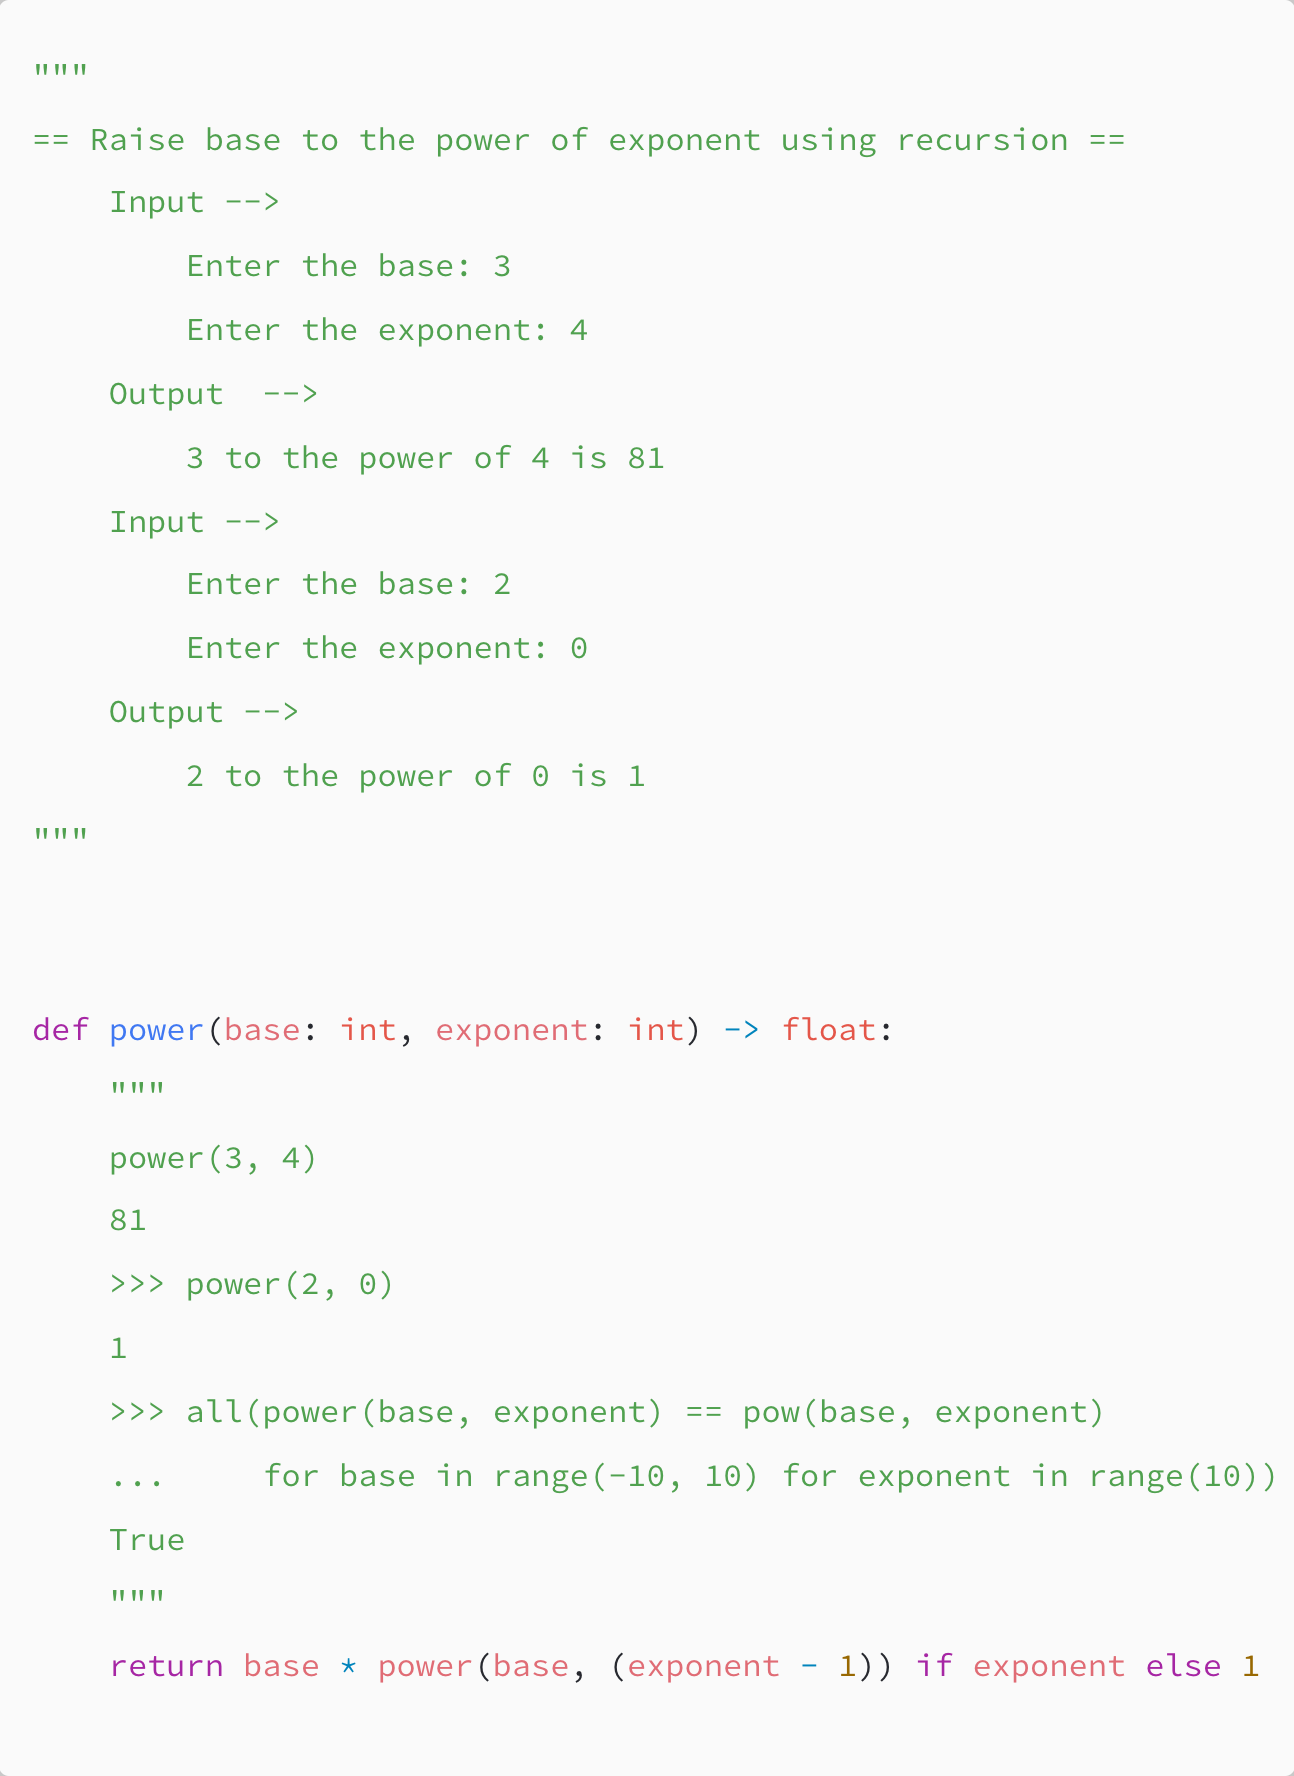 """
== Raise base to the power of exponent using recursion ==
    Input -->
        Enter the base: 3
        Enter the exponent: 4
    Output  -->
        3 to the power of 4 is 81
    Input -->
        Enter the base: 2
        Enter the exponent: 0
    Output -->
        2 to the power of 0 is 1
"""
def power(base: int, exponent: int) -> float:
    """
    power(3, 4)
    81
    >>> power(2, 0)
    1
    >>> all(power(base, exponent) == pow(base, exponent)
    ...     for base in range(-10, 10) for exponent in range(10))
    True
    """
    return base * power(base, (exponent - 1)) if exponent else 1